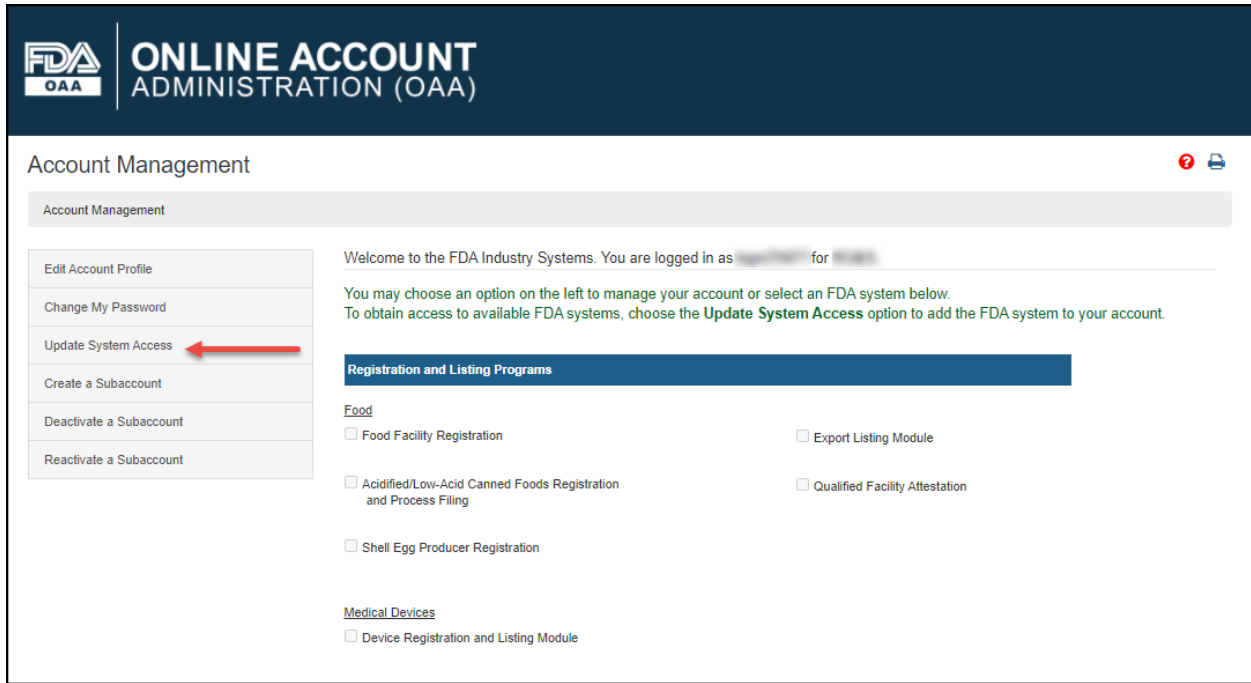 FDA
OAA
ONLINE ACCOUNT
ADMINISTRATION (OAA)
Account Management
Account Management
Edit Account Profile
Change My Password
Update System Access
Create a Subaccount
Deactivate a Subaccount
Reactivate a Subaccount
Welcome to the FDA Industry Systems. You are logged in as for
You may choose an option on the left to manage your account or select an FDA system below.
To obtain access to available FDA systems, choose the Update System Access option to add the FDA system to your account.
Registration and Listing Programs
Food
Food Facility Registration
Export Listing Module
Acidified/Low-Acid Canned Foods Registration
and Process Filing
Qualified Facility Attestation
Shell Egg Producer Registration
Medical Devices
Device Registration and Listing Module